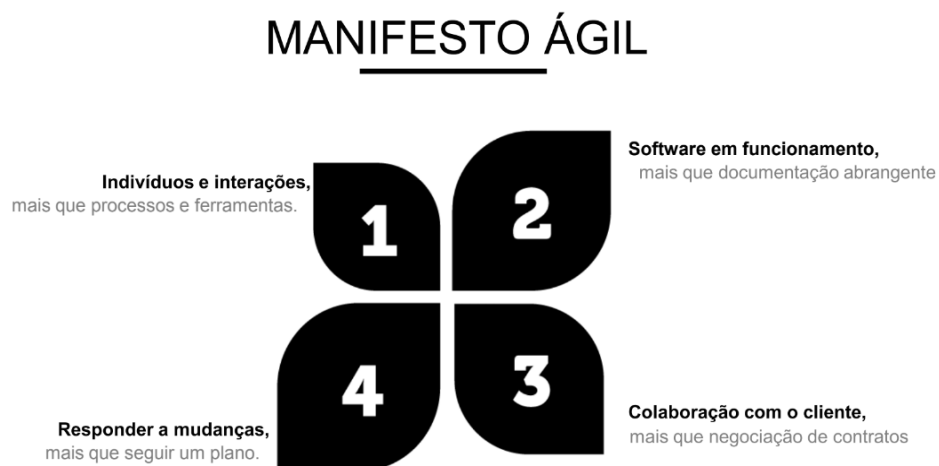 MANIFESTO ÁGIL
1
Indivíduos e interações,
mais que processos e ferramentas.
2
Software em funcionamento,
mais que documentação abrangente
3
Colaboração com o cliente,
mais que negociação de contratos
4
Responder a mudanças,
mais que seguir um plano.